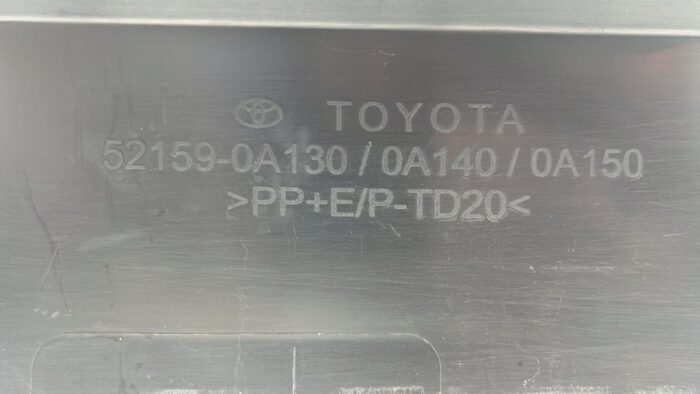 TOYOTA
52159-0A130 / 0A140 / 0A150
>PP+E/P-TD20<